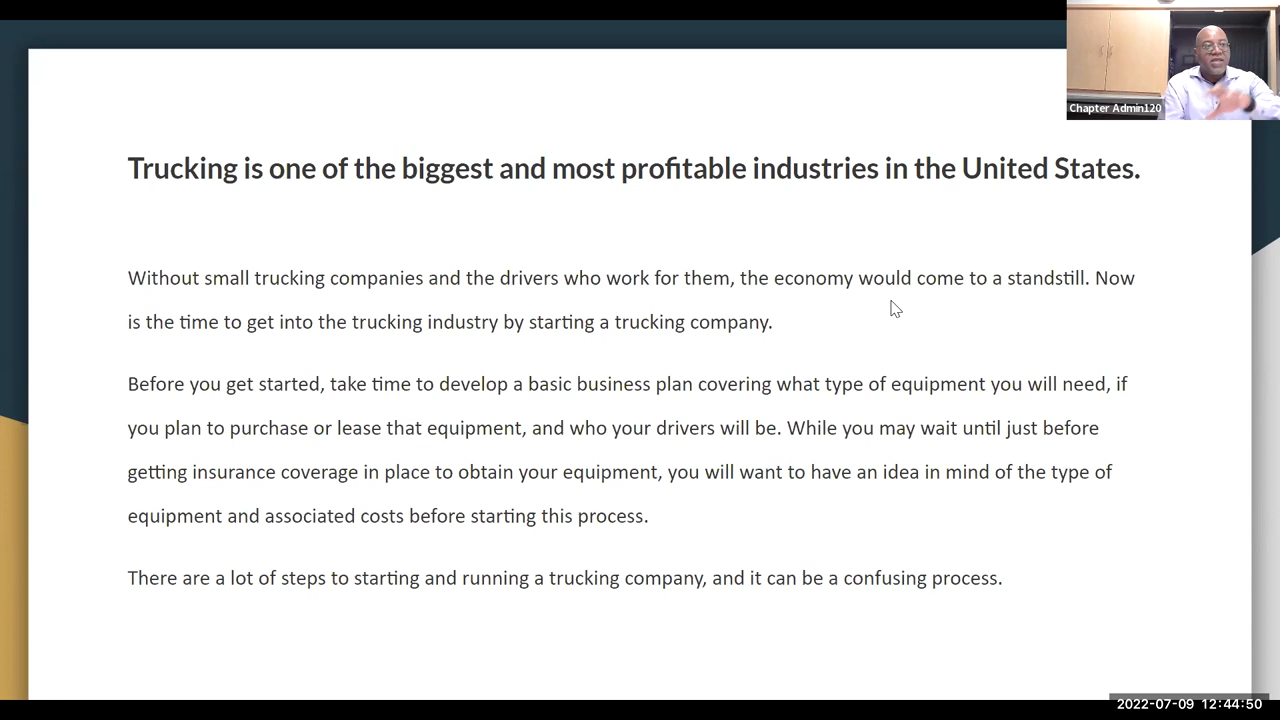 Chapter Admin120
Trucking is one of the biggest and most profitable industries in the United States.
Without small trucking companies and the drivers who work for them, the economy would come to a standstill. Now
is the time to get into the trucking industry by starting a trucking company.
Before you get started, take time to develop a basic business plan covering what type of equipment you will need, if
you plan to purchase or lease that equipment, and who your drivers will be. While you may wait until just before
getting insurance coverage in place to obtain your equipment, you will want to have an idea in mind of the type of
equipment and associated costs before starting this process.
There are a lot of steps to starting and running a trucking company, and it can be a confusing process.
2022-07-09 12:44:50